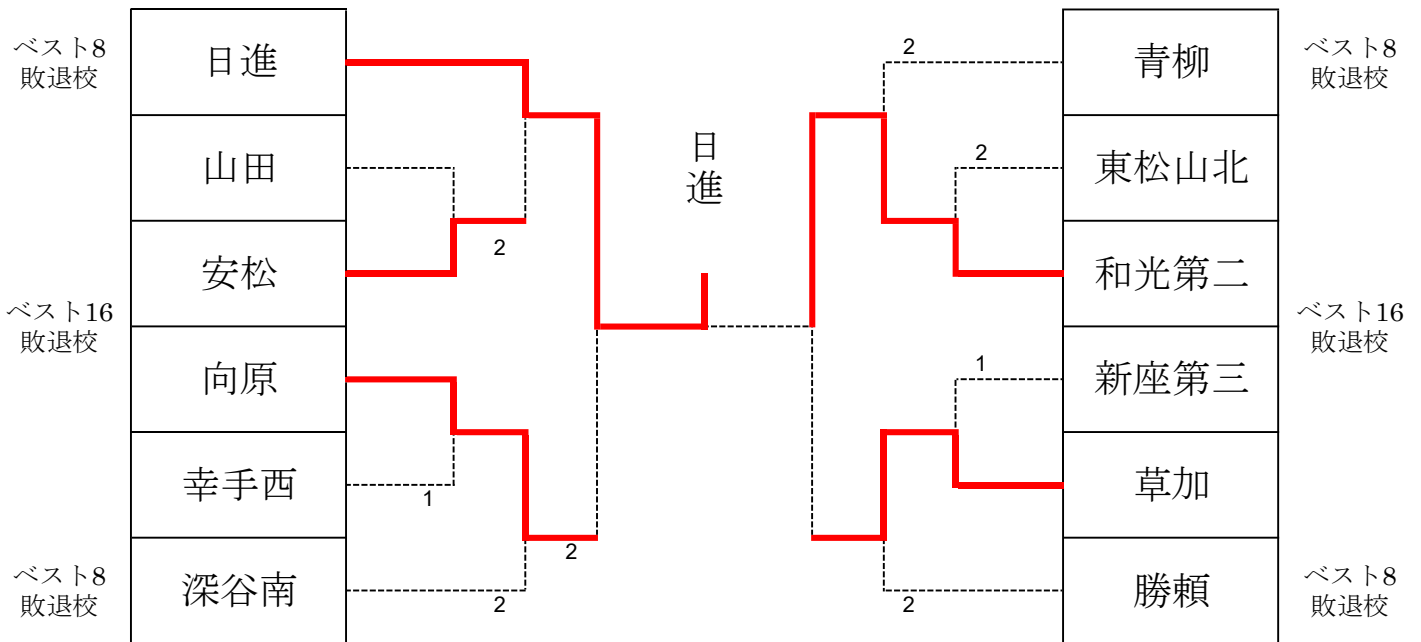 ベスト8
敗退校
日進
2
青柳
ベスト8
敗退校
山田
日
進
2
東松山北
2
安松
和光第二
ベスト16
敗退校
ベスト16
敗退校
向原
1
新座第三
幸手西
1
草加
2
ベスト8
敗退校
深谷南
2
2
勝頼
ベスト8
敗退校